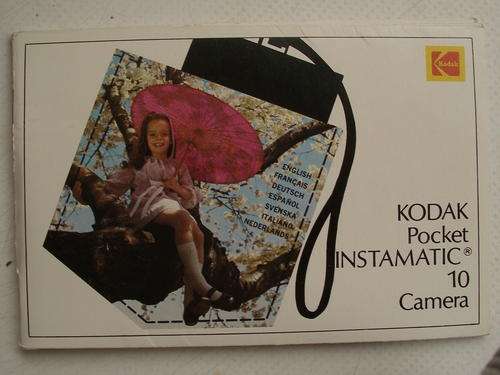 Kodak
ENGLISH
FRANÇAIS
DEUTSCH
ESPAÑOL
SVENSKA
ITALIANO
NEDERLANDS
KODAK
Pocket
INSTAMATIC®
10
Camera